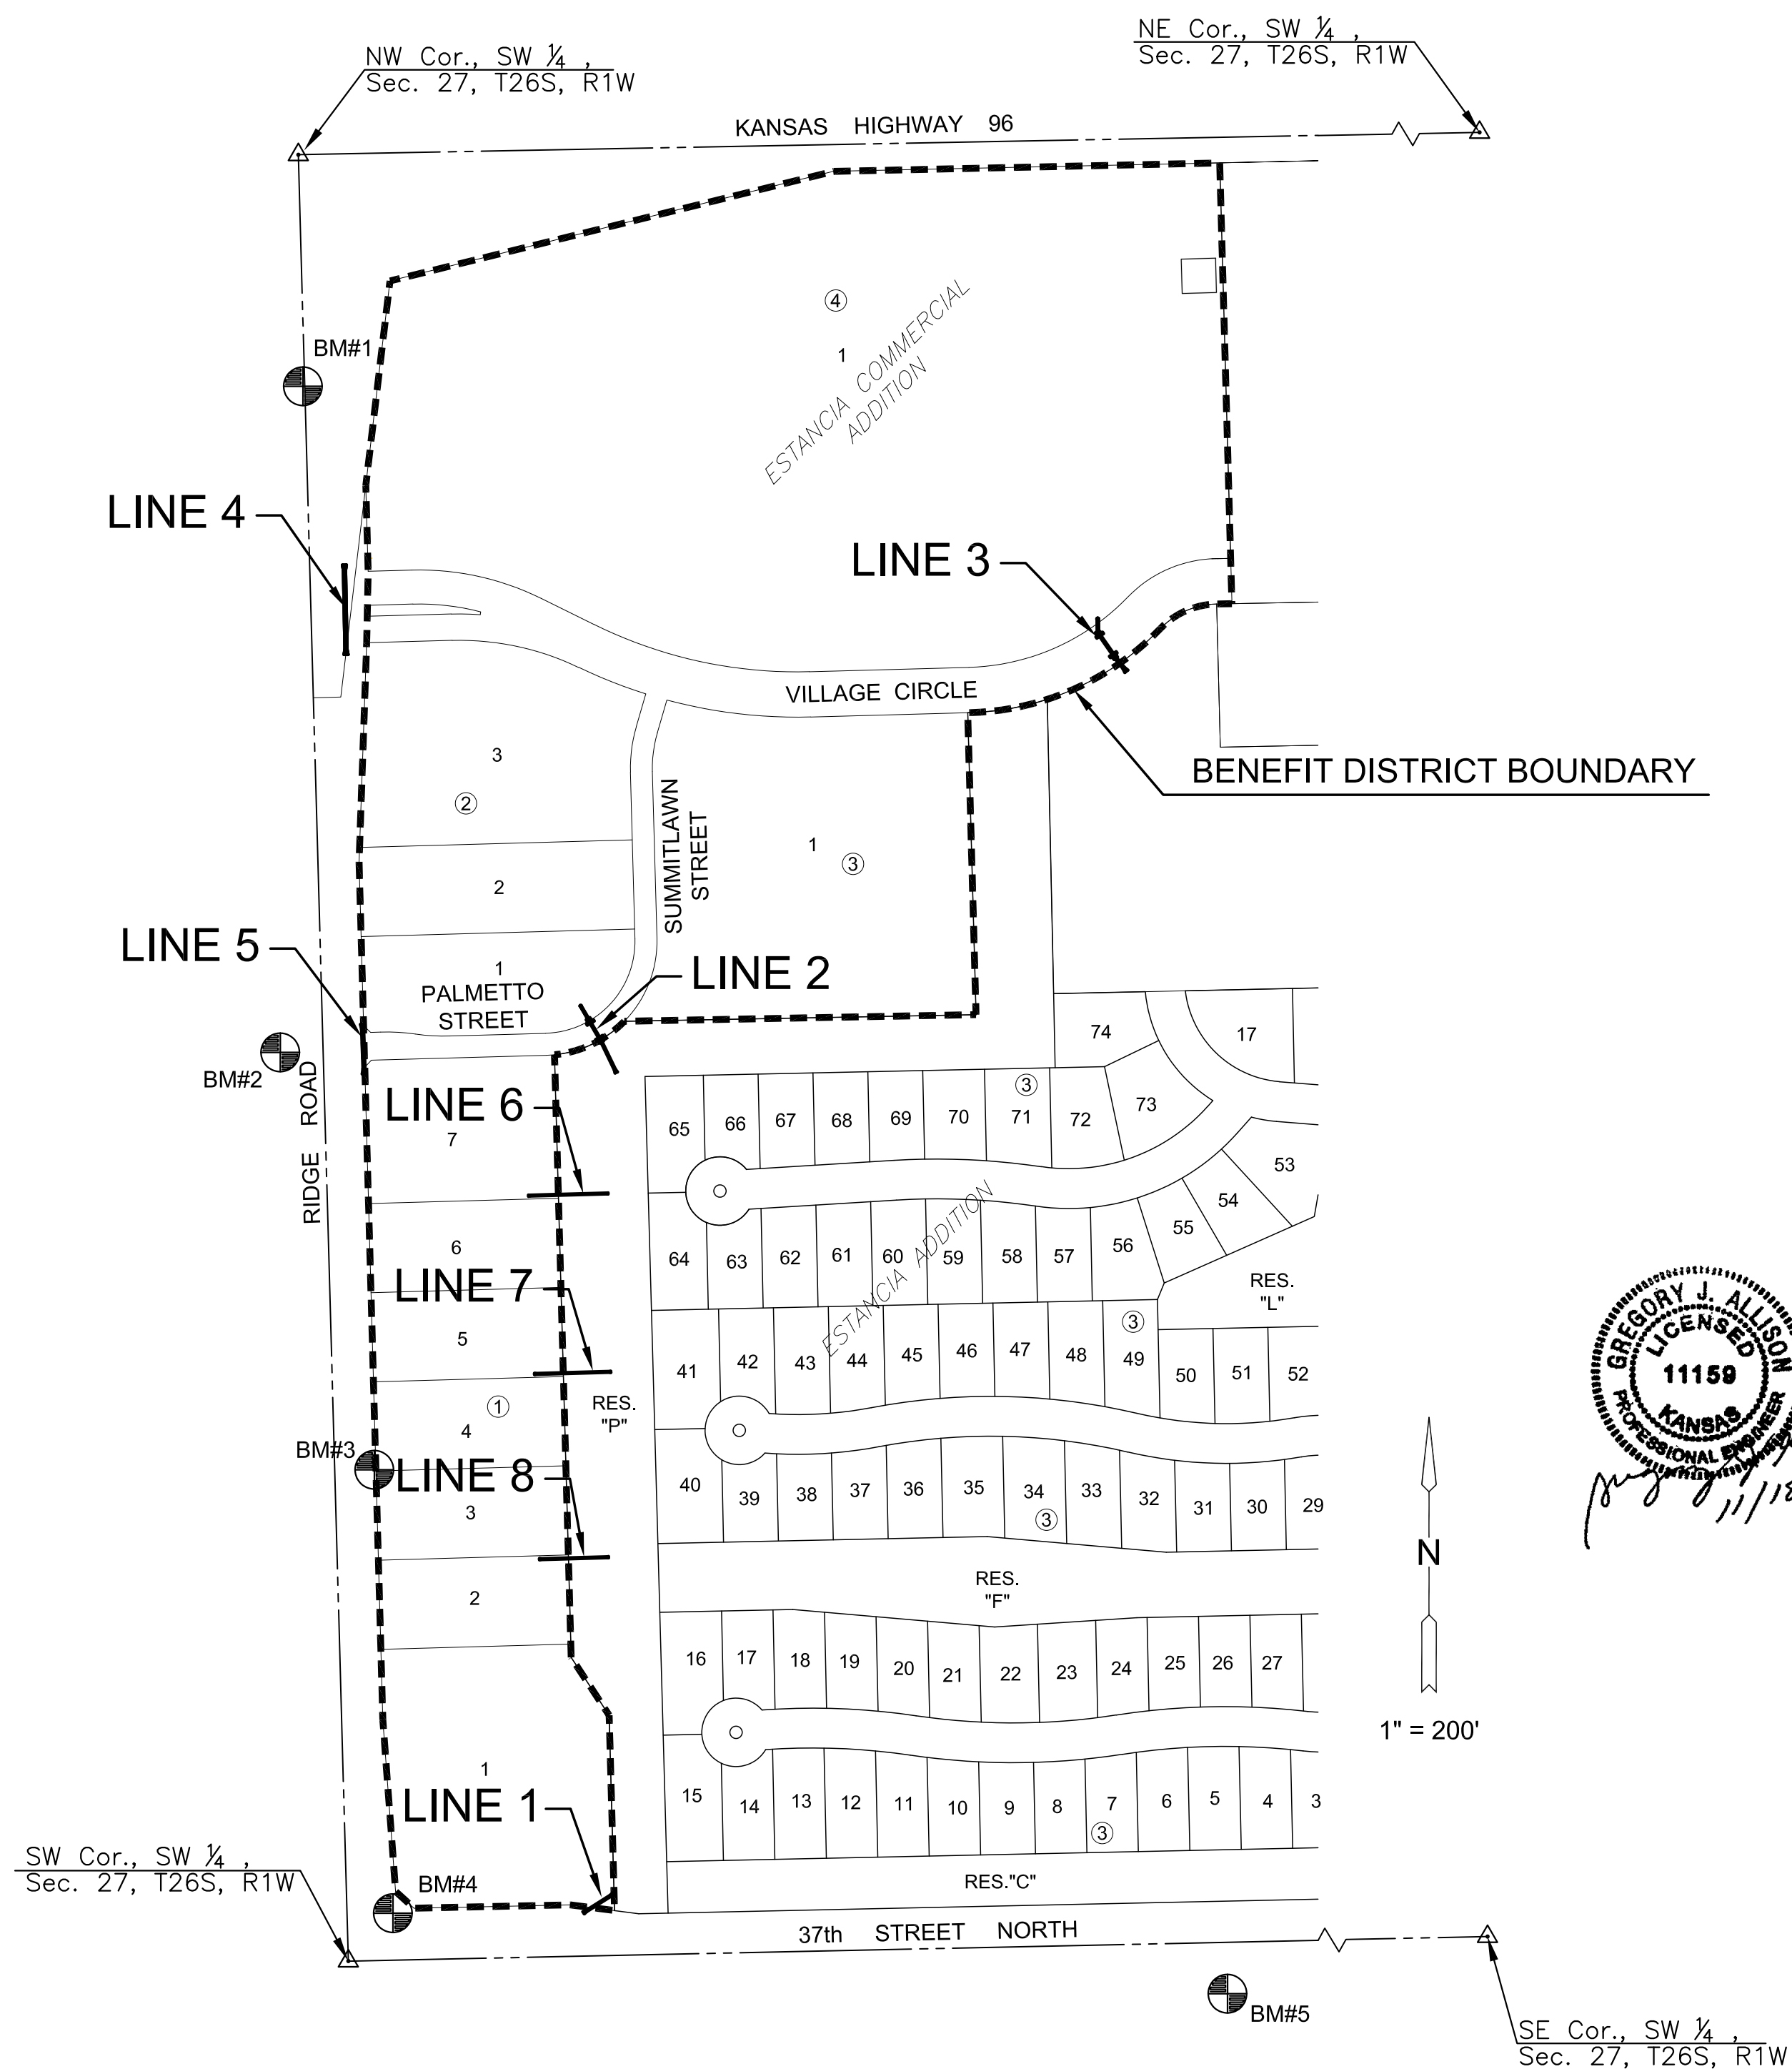 NW Cor., SW ¼ ,
Sec. 27, T26S, R1W
NE Cor., SW ¼ ,
Sec. 27, T26S, R1W
KANSAS HIGHWAY 96
BM#1
④
1
ESTANCIA COMMERCIAL
ADDITION
LINE 4
LINE 3
VILLAGE CIRCLE
BENEFIT DISTRICT BOUNDARY
3
②
2
1
SUMMITLAWN
STREET
1
③
LINE 5
PALMETTO
STREET
LINE 2
BM#2
RIDGE ROAD
LINE 6
7
6
LINE 7
5
①
4
BM#3
LINE 8
3
2
RES.
"P"
74
17
③
65
66
67
68
69
70
71
72
73
53
54
55
56
64
63
62
61
60
59
58
57
ESTANCIA ADDITION
RES.
"L"
③
41
42
43
44
45
46
47
48
49
50
51
52
40
39
38
37
36
35
34
33
32
31
30
29
③
RES.
"F"
16
17
18
19
20
21
22
23
24
25
26
27
15
14
13
12
11
10
9
8
7
6
5
4
3
③
RES."C"
1
LINE 1
BM#4
SW Cor., SW ¼ ,
Sec. 27, T26S, R1W
37th STREET NORTH
BM#5
SE Cor., SW ¼ ,
Sec. 27, T26S, R1W
N
1" = 200'
GREGORY J. ALLISON
LICENSED
11159
KANSAS
PROFESSIONAL ENGINEER